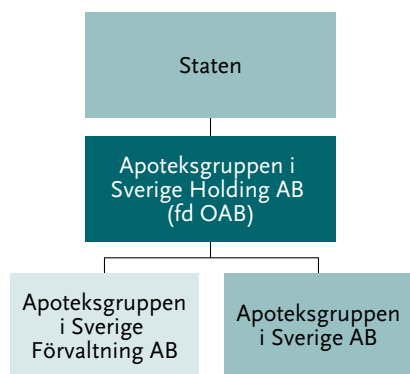 Staten
Apoteksgruppen i
Sverige Holding AB
(fd OAB)
Apoteksgruppen
i Sverige
Förvaltning AB
Apoteksgruppen
i Sverige AB